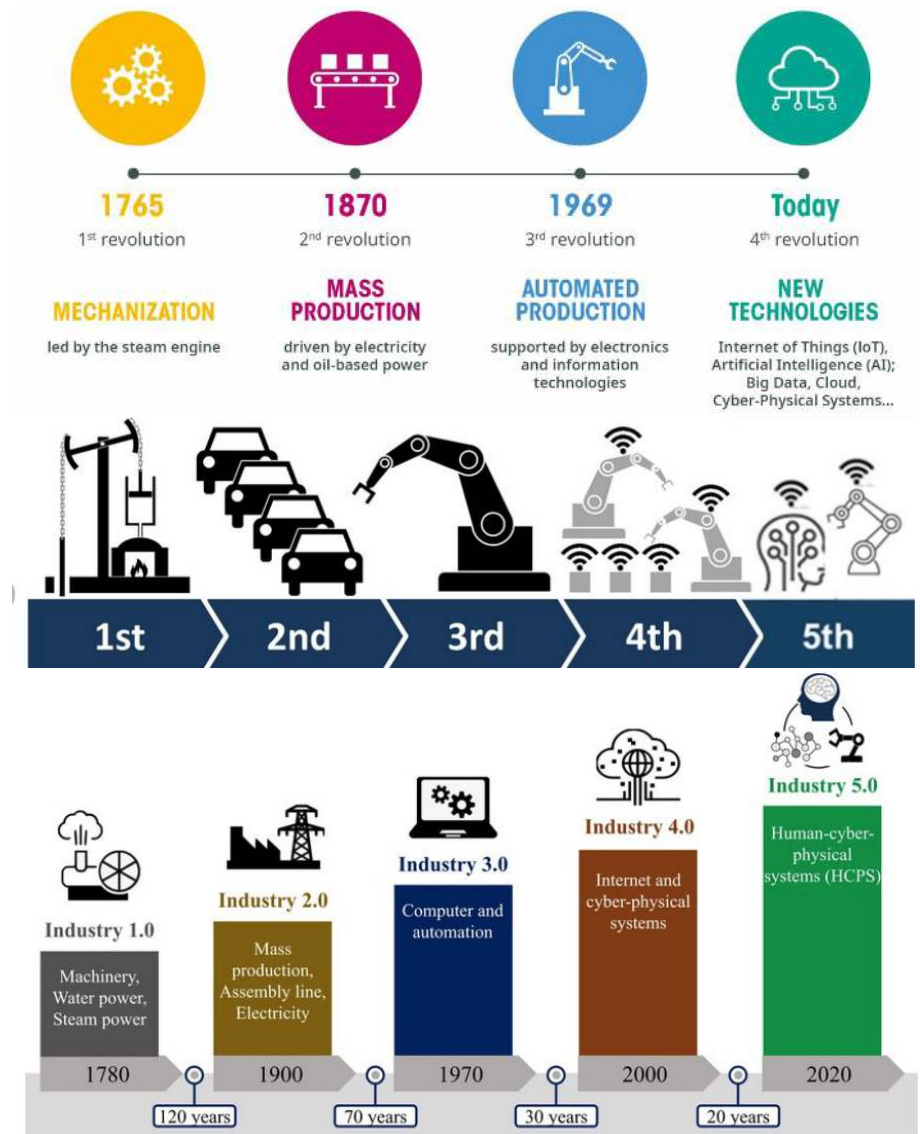 1765
1st revolution
MECHANIZATION
led by the steam engine
1870
2nd revolution
MASS
PRODUCTION
driven by electricity
and oil-based power
1969
3rd revolution
AUTOMATED
PRODUCTION
supported by electronics
and information
technologies
Today
4th revolution
NEW
TECHNOLOGIES
Internet of Things (IoT),
Artificial Intelligence (AI);
Big Data, Cloud,
Cyber-Physical Systems...
1st
2nd
3rd
4th
5th
Industry 1.0
Machinery,
Water power,
Steam power
1780
Industry 2.0
Mass
production,
Assembly line,
Electricity
1900
Industry 3.0
Computer and
automation
1970
Industry 4.0
Internet and
cyber-physical
systems
2000
Industry 5.0
Human-cyber-
physical
systems (HCPS)
2020
120 years
70 years
30 years
20 years